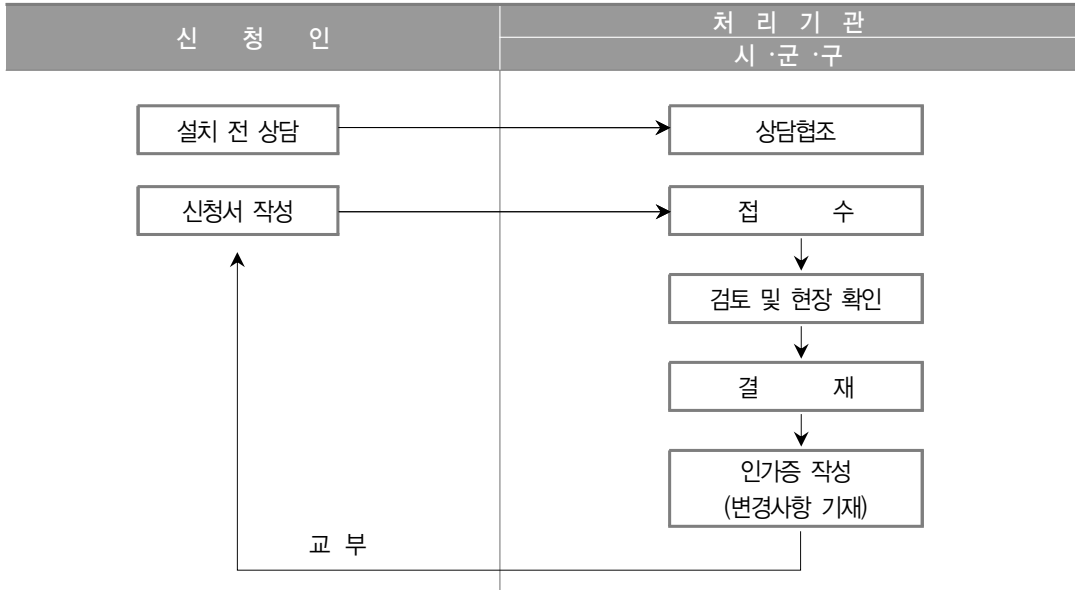 신 청 인
처 리 기 관
시·군·구
설치 전 상담
상담협조
신청서 작성
접 수
검토 및 현장 확인
결 재
인가증 작성
(변경사항 기재)
교 부